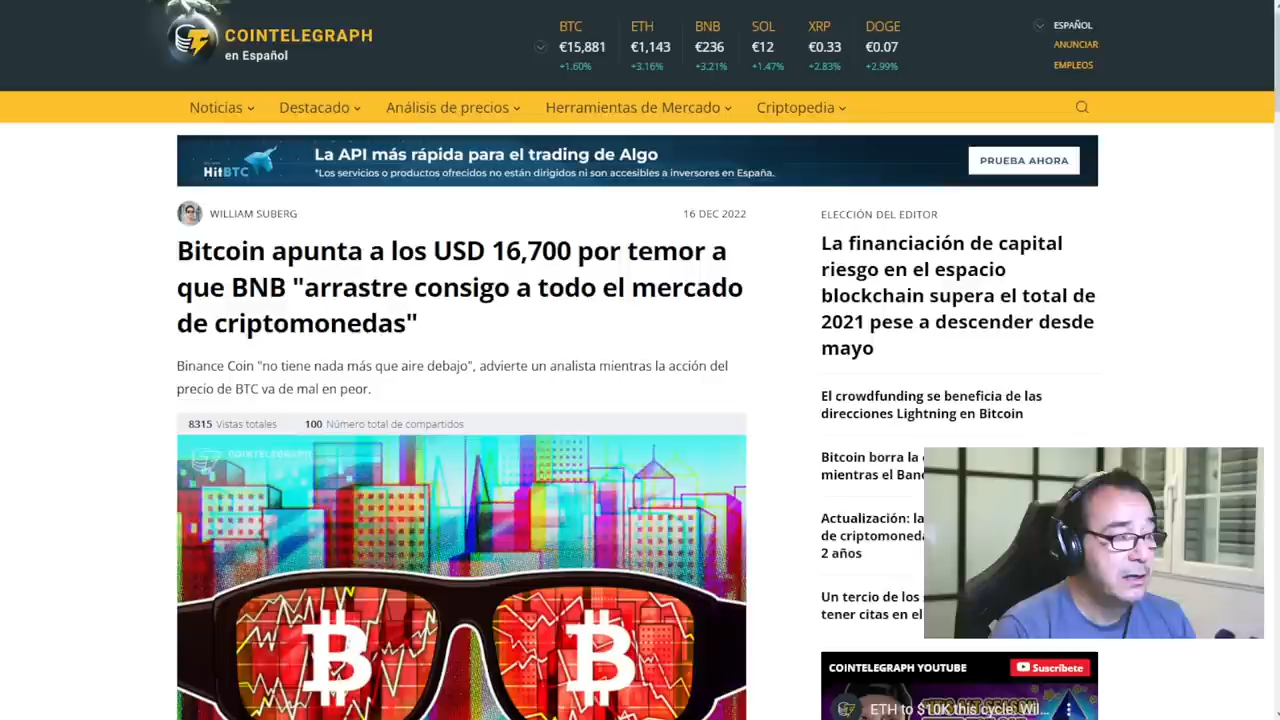 COINTELEGRAPH
en Español
BTC
€15,881
+1.60%
ETH
€1,143
+3.16%
BNB
€236
+3.21%
SOL
€12
+1.47%
XRP
€0.33
+2.83%
DOGE
€0.07
+2.99%
ESPAÑOL
ANUNCIAR
EMPLEOS
Noticias
Destacado
Análisis de precios
Herramientas de Mercado
Criptopedia
HitBTC
La API más rápida para el trading de Algo
*Los servicios o productos ofrecidos no están dirigidos ni son accesibles a inversores en España.
PRUEBA AHORA
WILLIAM SUBERG
16 DEC 2022
Bitcoin apunta a los USD 16,700 por temor a
que BNB "arrastre consigo a todo el mercado
de criptomonedas"
Binance Coin "no tiene nada más que aire debajo", advierte un analista mientras la acción del
precio de BTC va de mal en peor.
8315 Vistas totales
100 Número total de compartidos
COINTELEGRAPH
ELECCIÓN DEL EDITOR
La financiación de capital
riesgo en el espacio
blockchain supera el total de
2021 pese a descender desde
mayo
El crowdfunding se beneficia de las
direcciones Lightning en Bitcoin
Bitcoin borra la
mientras el Ban
Actualización: la
de criptomoneda
2 años
Un tercio de los
tener citas en el
COINTELEGRAPH YOUTUBE
Suscríbete
ETH to $10K this cycle, Wil...